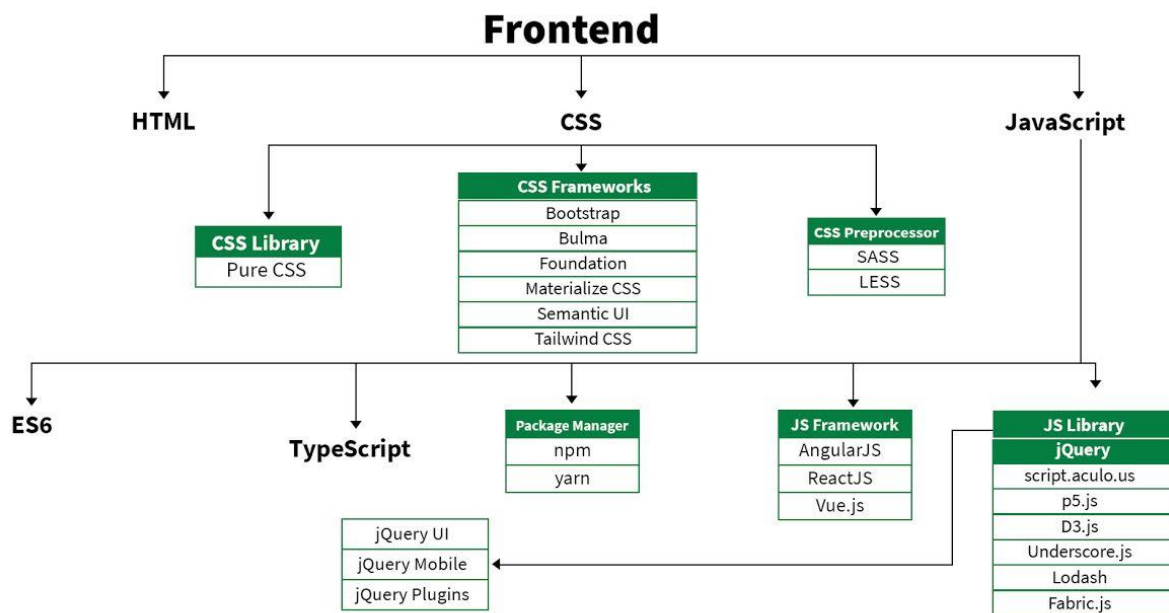 Frontend
HTML
CSS
JavaScript
CSS Library
Pure CSS
CSS Frameworks
Bootstrap
Bulma
Foundation
Materialize CSS
Semantic UI
Tailwind CSS
CSS Preprocessor
SASS
LESS
ES6
TypeScript
Package Manager
npm
yarn
JS Framework
AngularJS
ReactJS
Vue.js
JS Library
jQuery
script.aculo.us
p5.js
D3.js
Underscore.js
Lodash
Fabric.js
jQuery UI
jQuery Mobile
jQuery Plugins